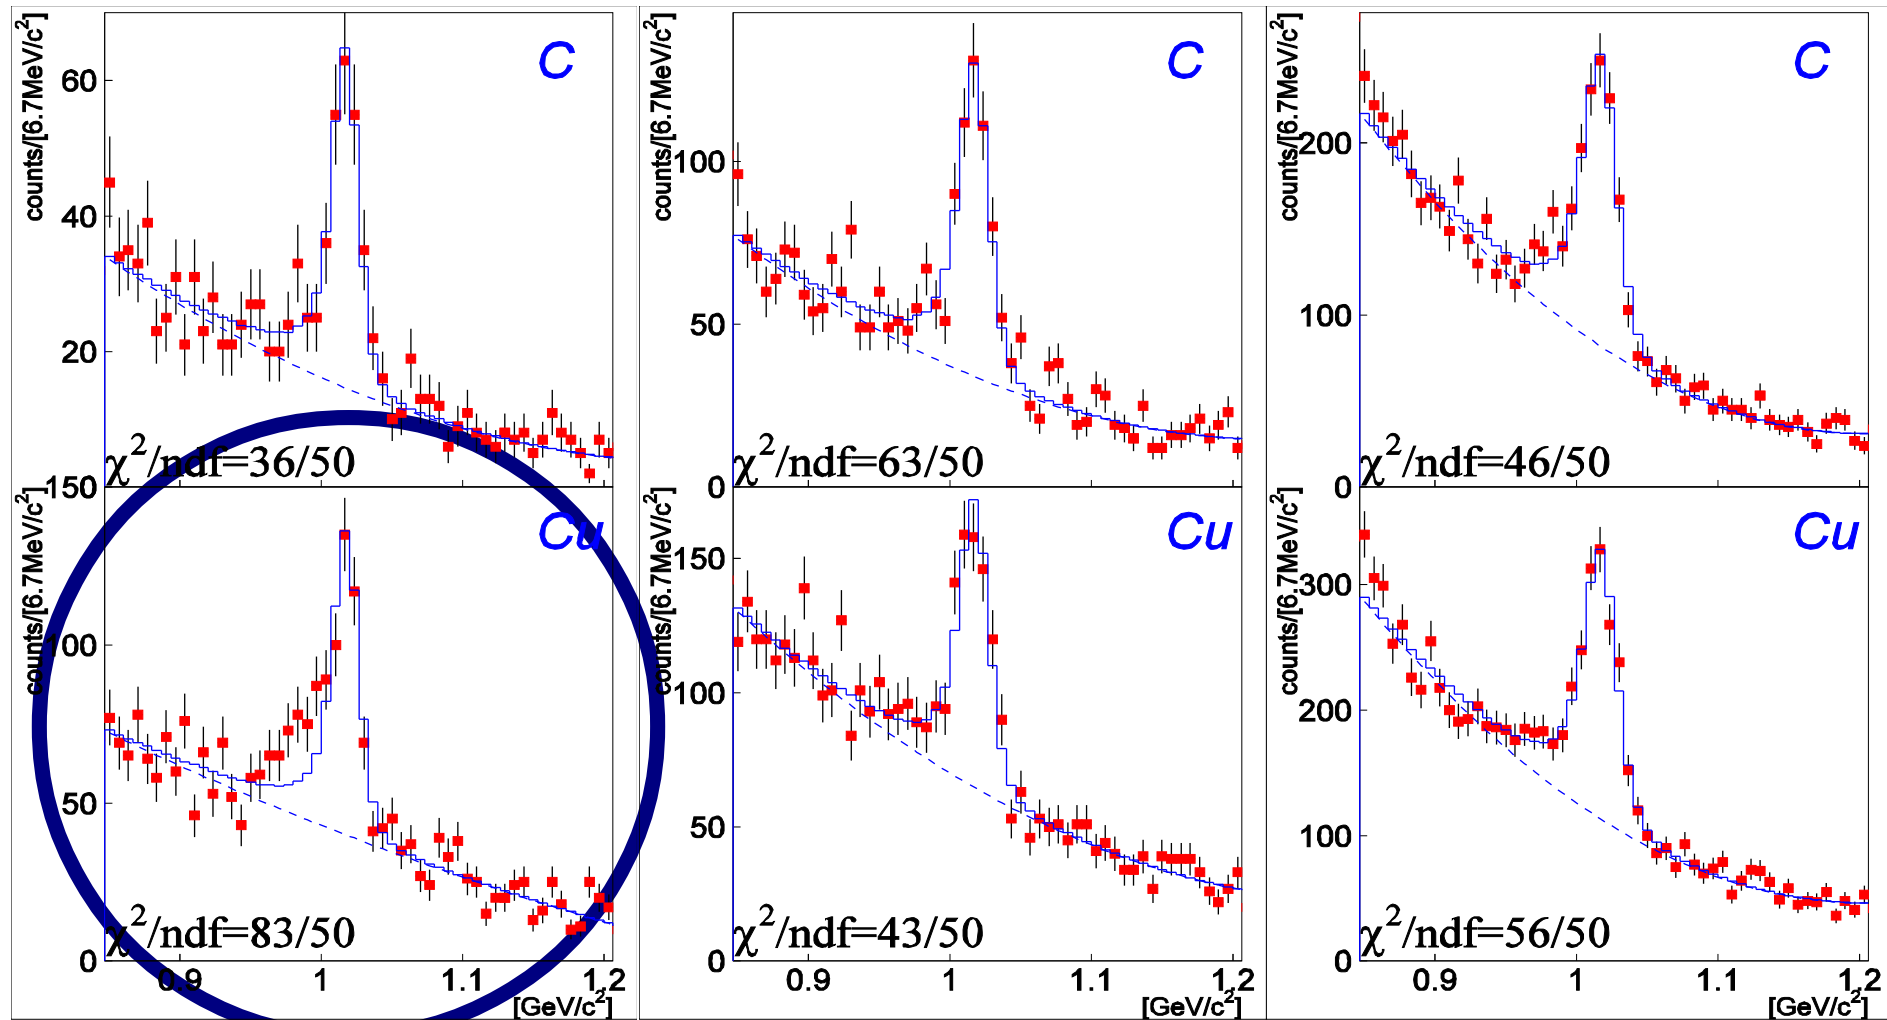 counts/[6.7MeV/c²]
60
40
20
C
χ²/ndf=36/50
counts/[6.7MeV/c²]
100
50
0
C
χ²/ndf=63/50
counts/[6.7MeV/c²]
200
100
0
C
χ²/ndf=46/50
counts/[6.7MeV/c²]
150
100
50
0
Cu
χ²/ndf=83/50
0.9 1 1.1 1.2
[GeV/c²]
counts/[6.7MeV/c²]
150
100
50
0
Cu
χ²/ndf=43/50
0.9 1 1.1 1.2
[GeV/c²]
counts/[6.7MeV/c²]
300
200
100
0
Cu
χ²/ndf=56/50
0.9 1 1.1 1.2
[GeV/c²]